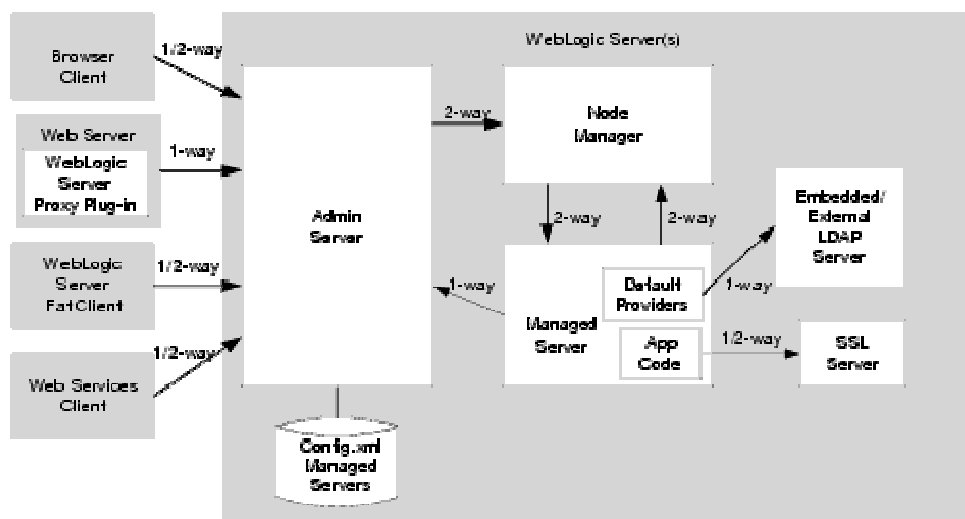 WebLogic Server(s)
Browser
Client
1/2-way
Web Server
WebLogic
Server
Proxy Plug-in
1-way
WebLogic
Server
Fat Client
1/2-way
Web Services
Client
1/2-way
Admin
Server
Config.xml
Managed
Servers
2-way
Node
Manager
2-way
2-way
1-way
Managed
Server
Default
Providers
App
Code
1-way
Embedded/
External
LDAP
Server
1/2-way
SSL
Server